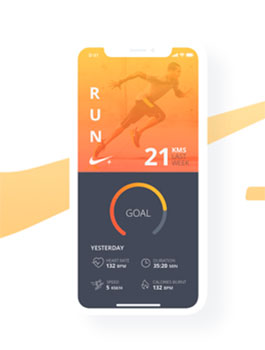 RUN
21 KMS
LAST
WEEK
GOAL
YESTERDAY
HEART RATE
132 BPM
DURATION
35:20 MIN
SPEED
5 KM/H
CALORIES BURNT
132 BPM